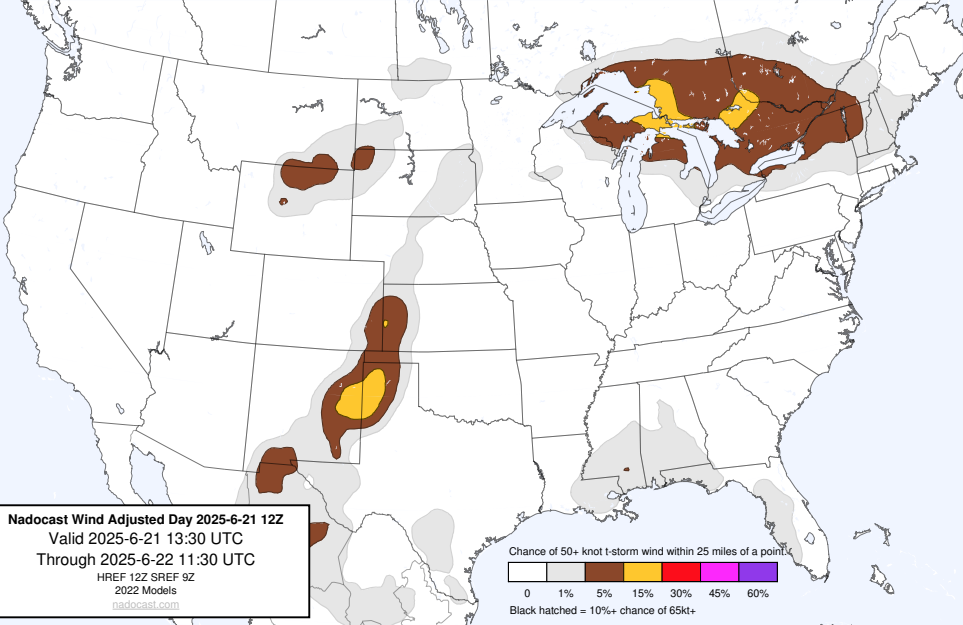 Nadocast Wind Adjusted Day 2025-6-21 12Z
Valid 2025-6-21 13:30 UTC
Through 2025-6-22 11:30 UTC
HREF 12Z SREF 9Z
2022 Models
nadocast.com
Chance of 50+ knot t-storm wind within 25 miles of a point.
0 1% 5% 15% 30% 45% 60%
Black hatched = 10%+ chance of 65kt+